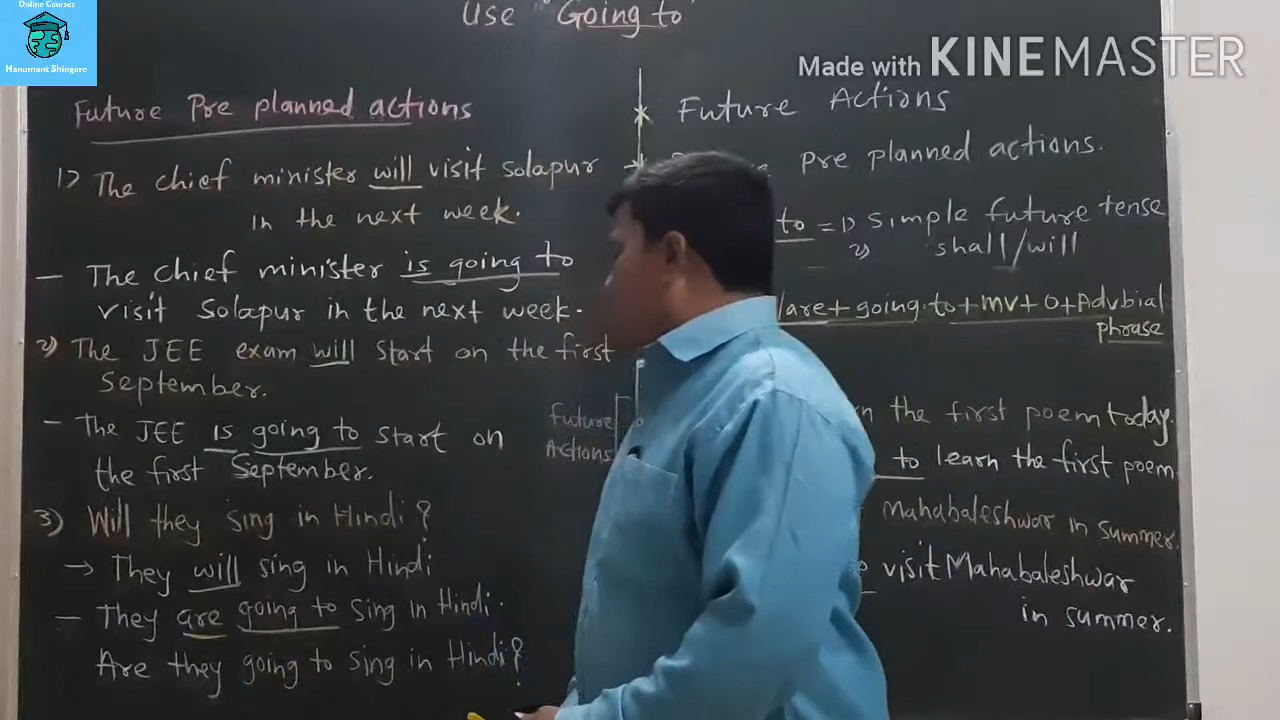 Online Courses
Hanumant Shingare
Made with KINEMASTER
Use "Going to"
Future Pre planned actions
1) The chief minister will visit Solapur
in the next week.
- The chief minister is going to
visit Solapur in the next week.
2) The JEE exam will start on the first
September.
- The JEE is going to start on
the first September.
3) Will they sing in Hindi?
→ They will sing in Hindi
- They are going to sing in Hindi.
Are they going to sing in Hindi?
Future
Actions
Future Actions
Pre planned actions.
to = 1) Simple future tense
2) shall/will
/are + going to + mv + O + Advbial
phrase
the first poem today.
to learn the first poem.
Mahabaleshwar in summer.
visit Mahabaleshwar
in summer.